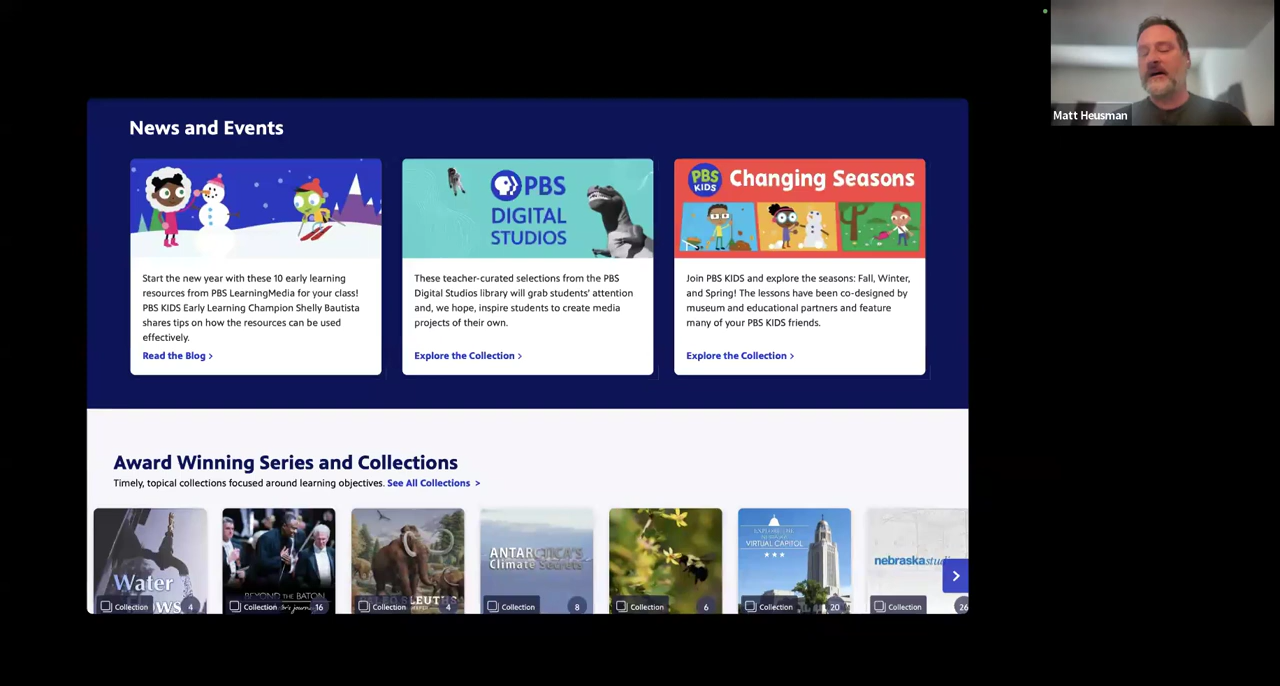 Matt Heusman
News and Events
PBS
DIGITAL
STUDIOS
PBS
KIDS
Changing Seasons
Start the new year with these 10 early learning
resources from PBS LearningMedia for your class!
PBS KIDS Early Learning Champion Shelly Bautista
shares tips on how the resources can be used
effectively.
Read the Blog >
These teacher-curated selections from the PBS
Digital Studios library will grab students' attention
and, we hope, inspire students to create media
projects of their own.
Explore the Collection >
Join PBS KIDS and explore the seasons: Fall, Winter,
and Spring! The lessons have been co-designed by
museum and educational partners and feature
many of your PBS KIDS friends.
Explore the Collection >
Award Winning Series and Collections
Timely, topical collections focused around learning objectives. See All Collections >
Water
Collection 4
BEYOND THE BATON
Collection 16
Collection 4
ANTARCTICA'S
Climate Secrets
Collection 8
Collection 6
EXPLORE THE
NEBRASKA
VIRTUAL CAPITOL
Collection 20
nebraskastu
Collection 26